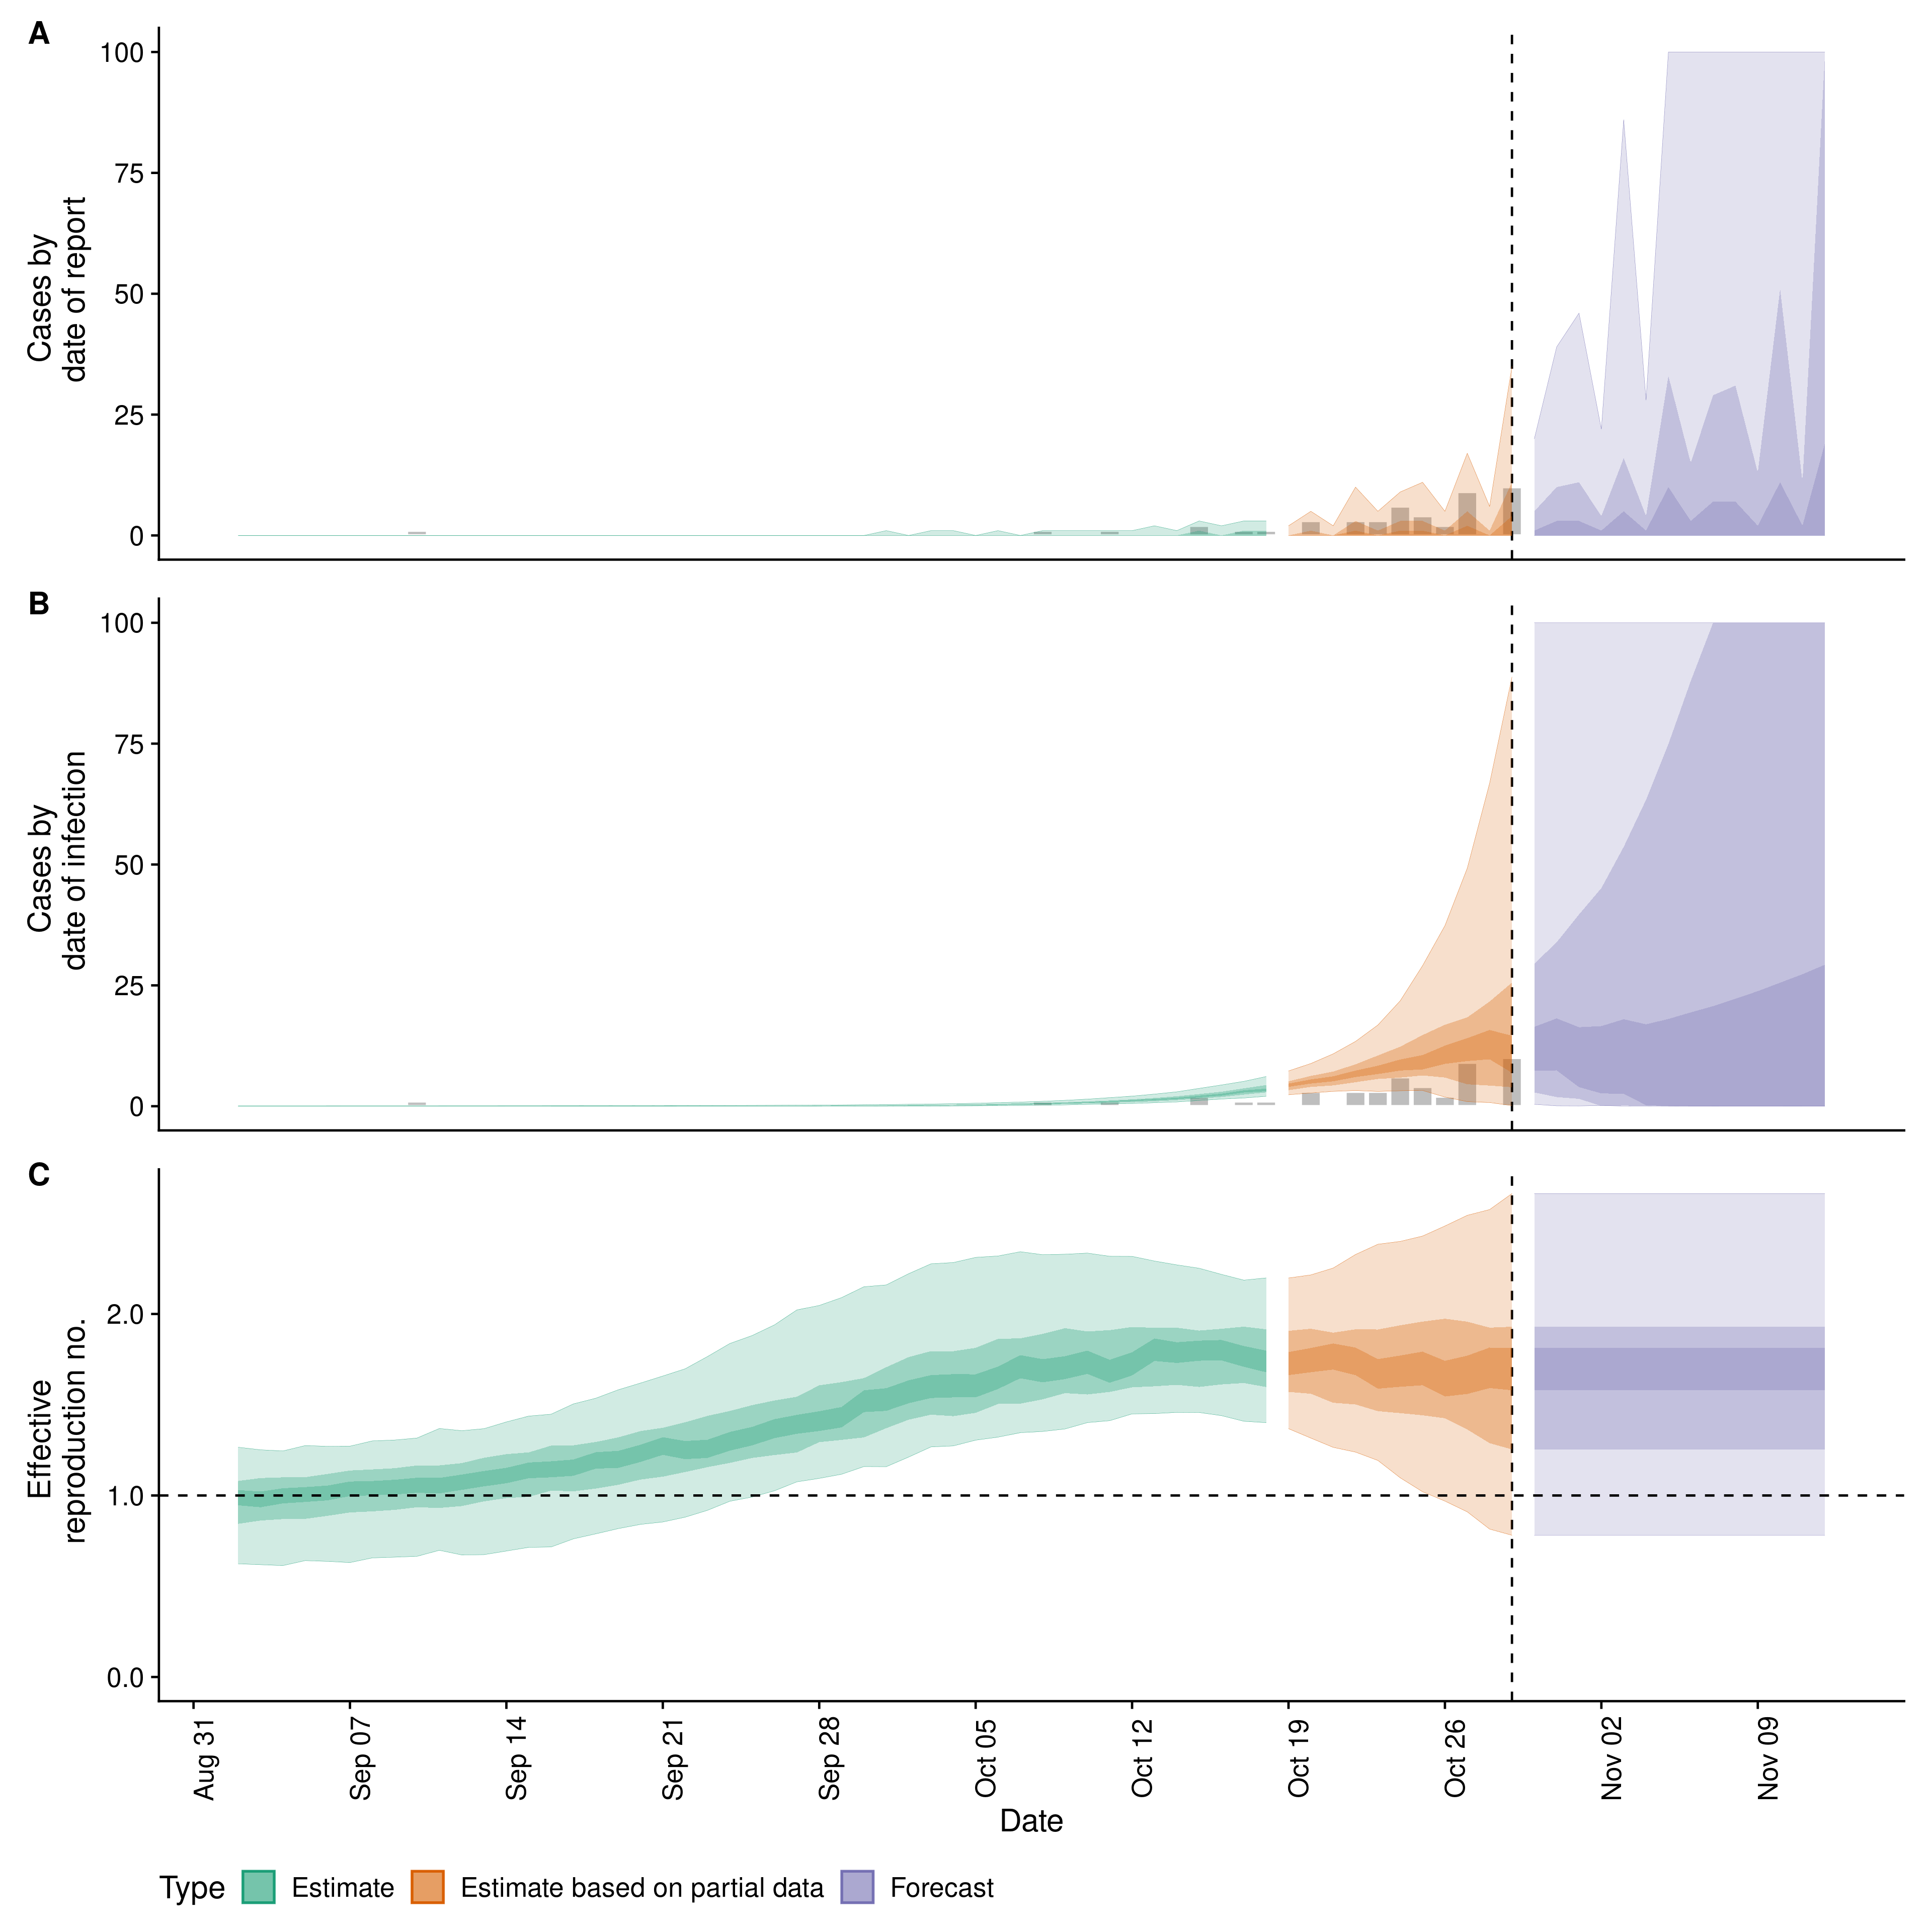 A
Cases by
date of report
100
75
50
25
0
B
Cases by
date of infection
100
75
50
25
0
C
Effective
reproduction no.
2.0
1.0
0.0
Aug 31
Sep 07
Sep 14
Sep 21
Sep 28
Oct 05
Oct 12
Oct 19
Oct 26
Nov 02
Nov 09
Date
Type Estimate Estimate based on partial data Forecast